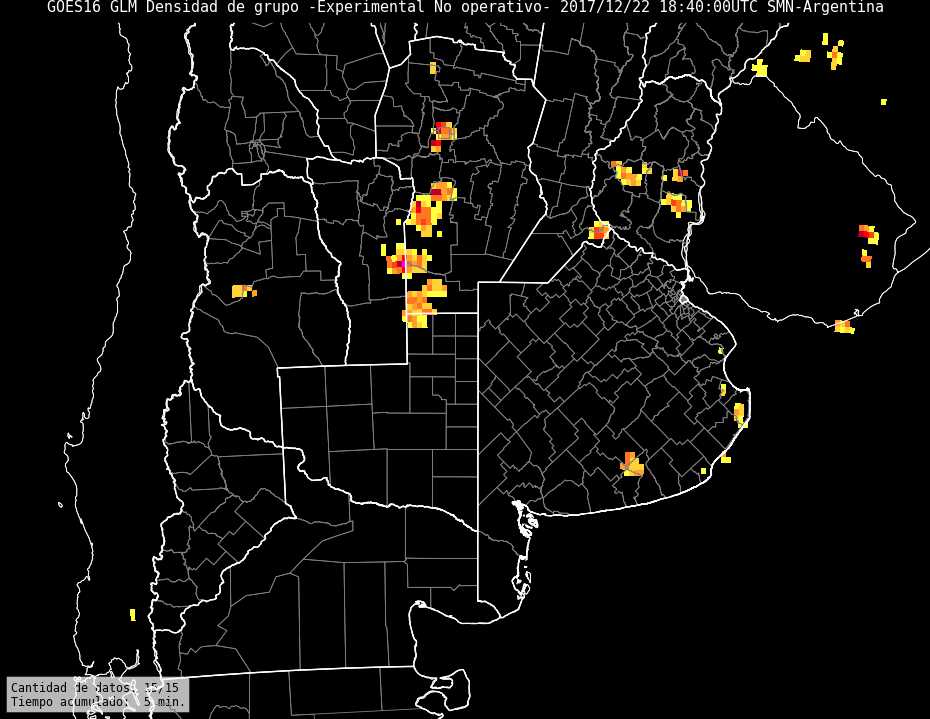 GOES16 GLM Densidad de grupo -Experimental No operativo- 2017/12/22 18:40:00UTC SMN-Argentina
Cantidad de datos: 15/15
Tiempo acumulado:  5 min.